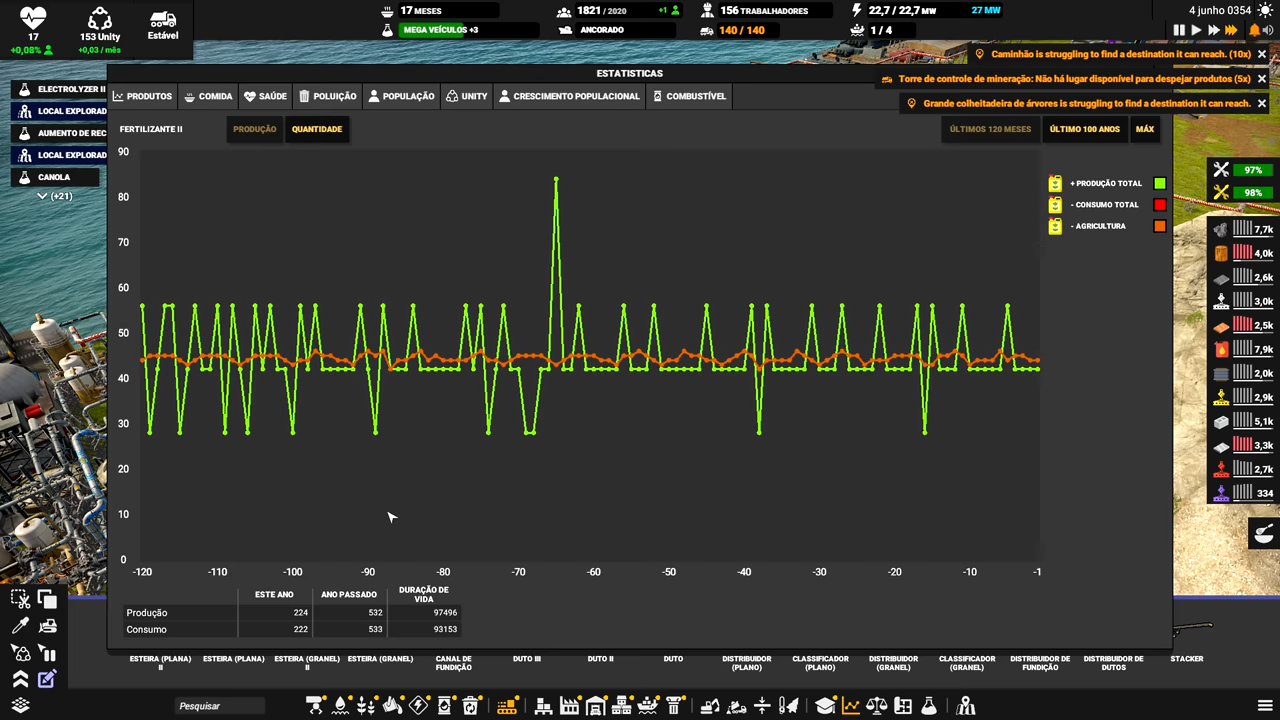 17
+0,08%
153 Unity
+0,03 / mês
Estável
17 MESES
MEGA VEÍCULOS +3
1821 / 2020 +1
ANCORADO
156 TRABALHADORES
140 / 140
22,7 / 22,7 MW 27 MW
1 / 4
4 junho 0354
Caminhão is struggling to find a destination it can reach. (10x)
Torre de controle de mineração: Não há lugar disponível para despejar produtos (5x)
Grande colheitadeira de árvores is struggling to find a destination it can reach.
ELECTROLYZER II
LOCAL EXPLORAD
AUMENTO DE REC
LOCAL EXPLORAD
CANOLA
(+21)
ESTATISTICAS
PRODUTOS
COMIDA
SAÚDE
POLUIÇÃO
POPULAÇÃO
UNITY
CRESCIMENTO POPULACIONAL
COMBUSTÍVEL
FERTILIZANTE II
PRODUÇÃO
QUANTIDADE
ÚLTIMOS 120 MESES
ÚLTIMO 100 ANOS
MÁX
90
80
70
60
50
40
30
20
10
0
-120 -110 -100 -90 -80 -70 -60 -50 -40 -30 -20 -10 -1
+ PRODUÇÃO TOTAL
- CONSUMO TOTAL
- AGRICULTURA
ESTE ANO
ANO PASSADO
DURAÇÃO DE VIDA
Produção 224 532 97496
Consumo 222 533 93153
97%
98%
7,7k
4,0k
2,6k
3,0k
2,5k
7,9k
2,0k
2,9k
5,1k
3,3k
2,7k
334
ESTEIRA (PLANA) II
ESTEIRA (PLANA)
ESTEIRA (GRANEL) II
ESTEIRA (GRANEL)
CANAL DE FUNDIÇÃO
DUTO III
DUTO II
DUTO
DISTRIBUIDOR (PLANO)
CLASSIFICADOR (PLANO)
DISTRIBUIDOR (GRANEL)
CLASSIFICADOR (GRANEL)
DISTRIBUIDOR DE FUNDIÇÃO
DISTRIBUIDOR DE DUTOS
STACKER
Pesquisar